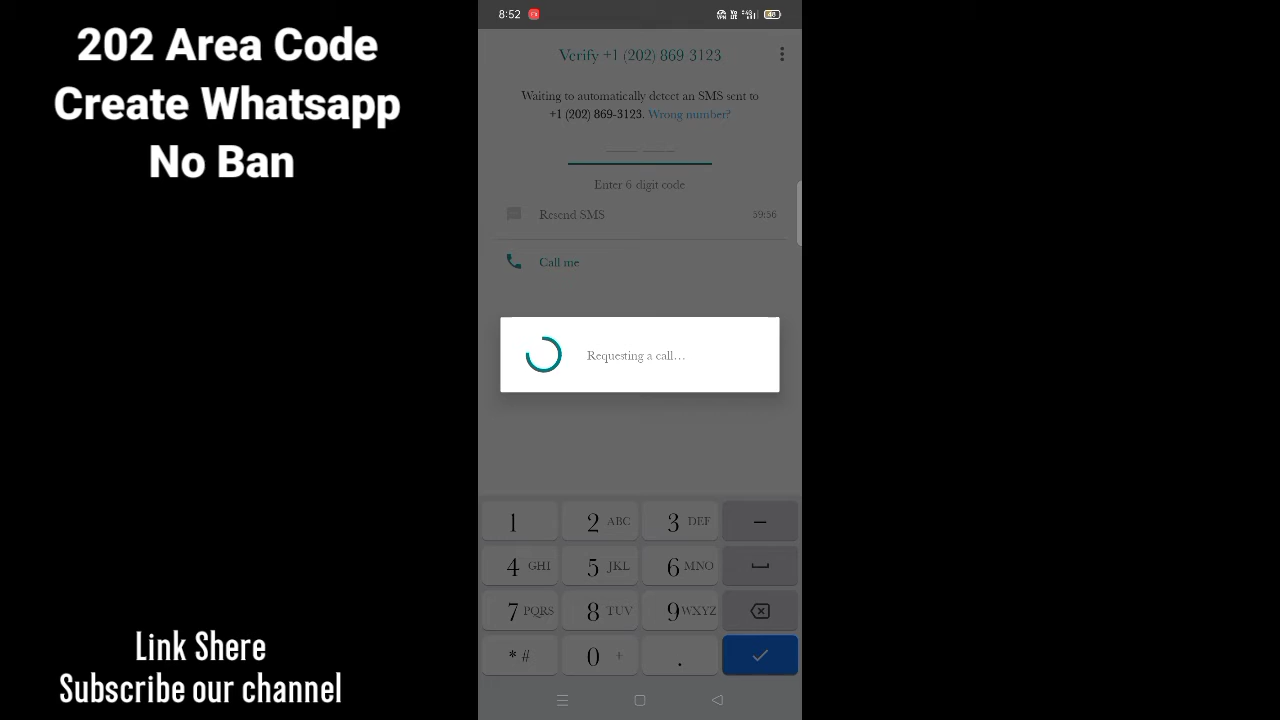 202 Area Code
Create Whatsapp
No Ban
Link Shere
Subscribe our channel
8:52
Verify +1 (202) 869-3123
Waiting to automatically detect an SMS sent to
+1 (202) 869-3123. Wrong number?
Enter 6-digit code
Resend SMS 59:56
Call me
Requesting a call...
1 2 ABC 3 DEF −
4 GHI 5 JKL 6 MNO
7 PQRS 8 TUV 9 WXYZ
* # 0 + .